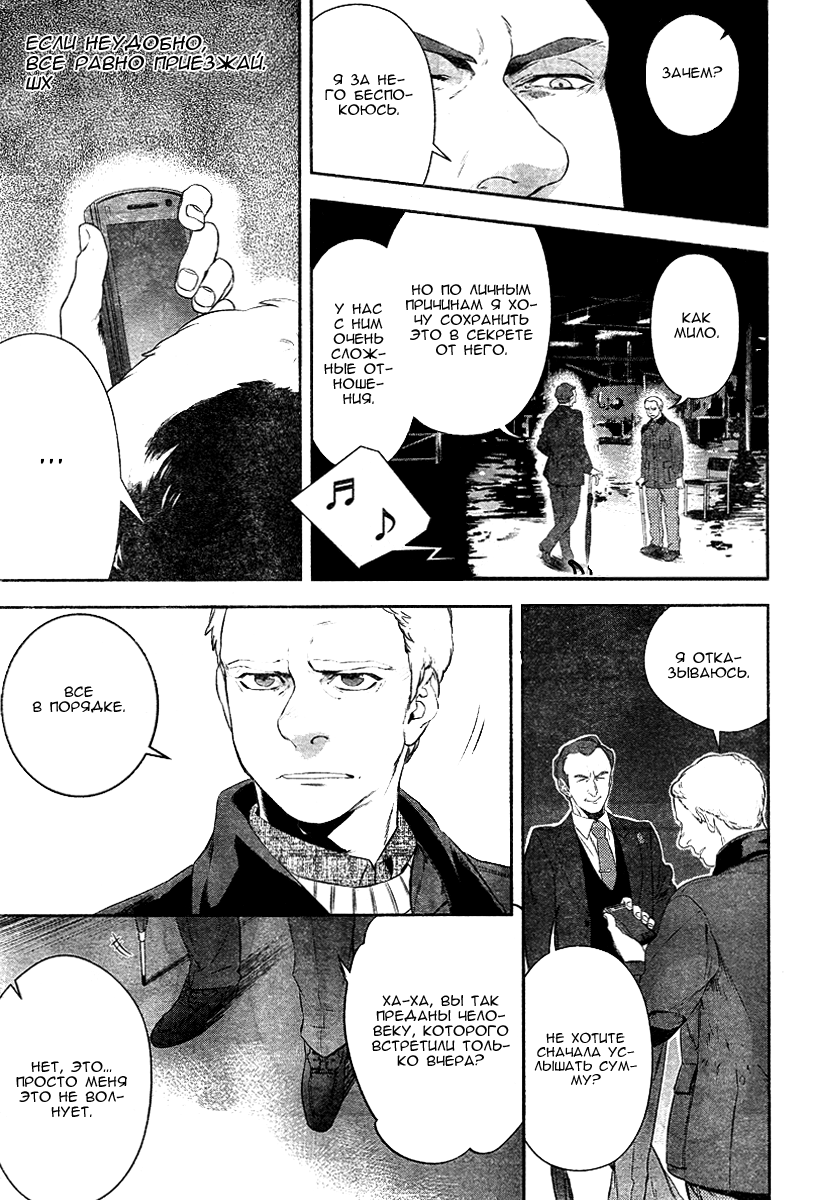 ЗАЧЕМ?
Я ЗА НЕ-
ГО БЕСПО-
КОЮСЬ.
КАК
МИЛО.
НО ПО ЛИЧНЫМ
ПРИЧИНАМ Я ХО-
ЧУ СОХРАНИТЬ
ЭТО В СЕКРЕТЕ
ОТ НЕГО.
У НАС
С НИМ
ОЧЕНЬ
СЛОЖ-
НЫЕ ОТ-
НОШЕ-
НИЯ.
ЕСЛИ НЕУДОБНО,
ВСЕ РАВНО ПРИЕЗЖАЙ.
ШХ
...
Я ОТКА-
ЗЫВАЮСЬ.
НЕ ХОТИТЕ
СНАЧАЛА УС-
ЛЫШАТЬ СУМ-
МУ?
ВСЕ
В ПОРЯДКЕ.
ХА-ХА, ВЫ ТАК
ПРЕДАНЫ ЧЕЛО-
ВЕКУ, КОТОРОГО
ВСТРЕТИЛИ ТОЛЬ-
КО ВЧЕРА?
НЕТ, ЭТО...
ПРОСТО МЕНЯ
ЭТО НЕ ВОЛ-
НУЕТ.